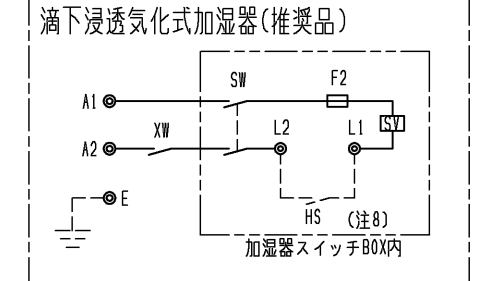 滴下浸透気化式加湿器(推奨品)
SW
F2
A1
SV
XW
L2
L1
A2
E
HS
(注8)
加湿器スイッチBOX内